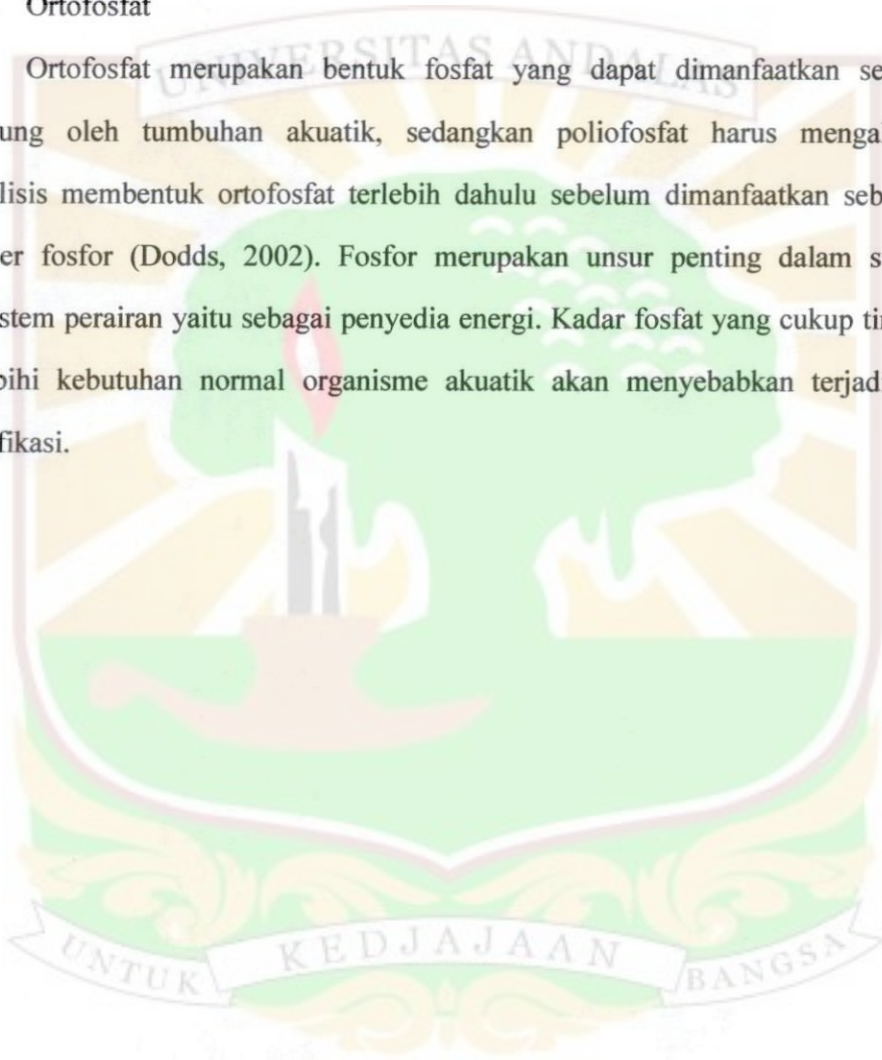 Ortofosfat
UNIVERSITAS ANDALAS
Ortofosfat merupakan bentuk fosfat yang dapat dimanfaatkan se
ung oleh tumbuhan akuatik, sedangkan poliofosfat harus menga
lisis membentuk ortofosfat terlebih dahulu sebelum dimanfaatkan seb
er fosfor (Dodds, 2002). Fosfor merupakan unsur penting dalam s
stem perairan yaitu sebagai penyedia energi. Kadar fosfat yang cukup ti
bihi kebutuhan normal organisme akuatik akan menyebabkan terjad
fikasi.
UNTUK KEDJAJAAN BANGSA